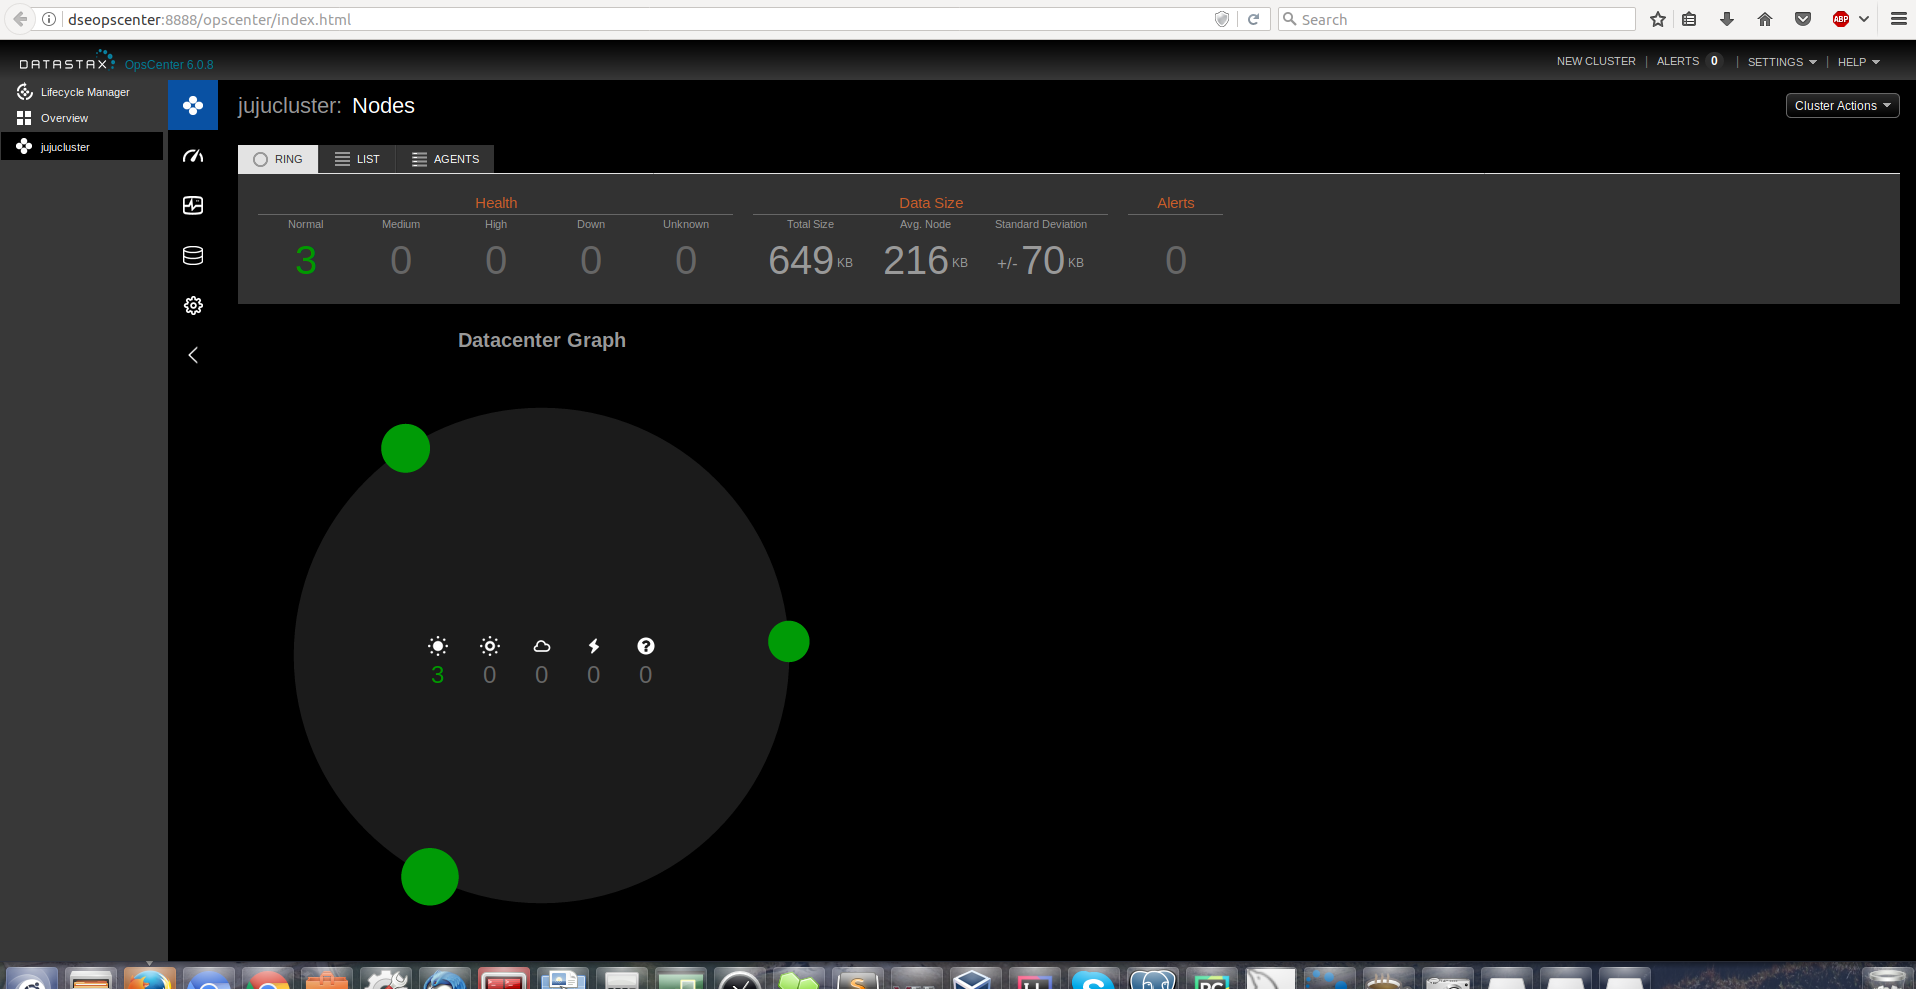 dseopscenter:8888/opscenter/index.html
Search
ABP
DATASTAX OpsCenter 6.0.8
NEW CLUSTER | ALERTS 0 | SETTINGS | HELP
Lifecycle Manager
Overview
jujucluster
jujucluster: Nodes
Cluster Actions
RING LIST AGENTS
Health Data Size Alerts
Normal Medium High Down Unknown Total Size Avg. Node Standard Deviation
3 0 0 0 0 649 KB 216 KB +/- 70 KB 0
Datacenter Graph
3 0 0 0 0